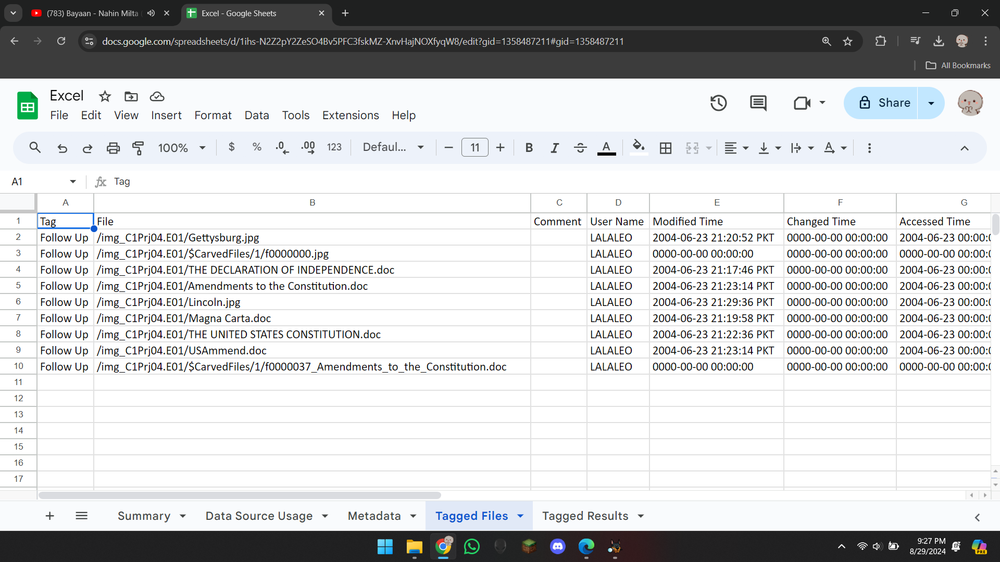 (783) Bayaan - Nahin Milta
Excel - Google Sheets
docs.google.com/spreadsheets/d/1ihs-N2Z2pY2ZeSO4Bv5PFC3fskMZ-XnvHajNOXfyqW8/edit?gid=1358487211#gid=1358487211
All Bookmarks
Excel
File Edit View Insert Format Data Tools Extensions Help
Share
100% $ % .0 .00 123 Defaul... 11 B I A
A1 fx Tag
A B C D E F G
1 Tag File Comment User Name Modified Time Changed Time Accessed Time
2 Follow Up /img_C1Prj04.E01/Gettysburg.jpg LALALEO 2004-06-23 21:20:52 PKT 0000-00-00 00:00:00 2004-06-23 00:00:0
3 Follow Up /img_C1Prj04.E01/$CarvedFiles/1/f0000000.jpg LALALEO 0000-00-00 00:00:00 0000-00-00 00:00:00 0000-00-00 00:00:0
4 Follow Up /img_C1Prj04.E01/THE DECLARATION OF INDEPENDENCE.doc LALALEO 2004-06-23 21:17:46 PKT 0000-00-00 00:00:00 2004-06-23 00:00:0
5 Follow Up /img_C1Prj04.E01/Amendments to the Constitution.doc LALALEO 2004-06-23 21:23:14 PKT 0000-00-00 00:00:00 2004-06-23 00:00:0
6 Follow Up /img_C1Prj04.E01/Lincoln.jpg LALALEO 2004-06-23 21:29:36 PKT 0000-00-00 00:00:00 2004-06-23 00:00:0
7 Follow Up /img_C1Prj04.E01/Magna Carta.doc LALALEO 2004-06-23 21:19:58 PKT 0000-00-00 00:00:00 2004-06-23 00:00:0
8 Follow Up /img_C1Prj04.E01/THE UNITED STATES CONSTITUTION.doc LALALEO 2004-06-23 21:22:36 PKT 0000-00-00 00:00:00 2004-06-23 00:00:0
9 Follow Up /img_C1Prj04.E01/USAmmend.doc LALALEO 2004-06-23 21:23:14 PKT 0000-00-00 00:00:00 2004-06-23 00:00:0
10 Follow Up /img_C1Prj04.E01/$CarvedFiles/1/f0000037_Amendments_to_the_Constitution.doc LALALEO 0000-00-00 00:00:00 0000-00-00 00:00:00 0000-00-00 00:00:0
11
12
13
14
15
16
17
Summary Data Source Usage Metadata Tagged Files Tagged Results
9:27 PM
8/29/2024
PRE